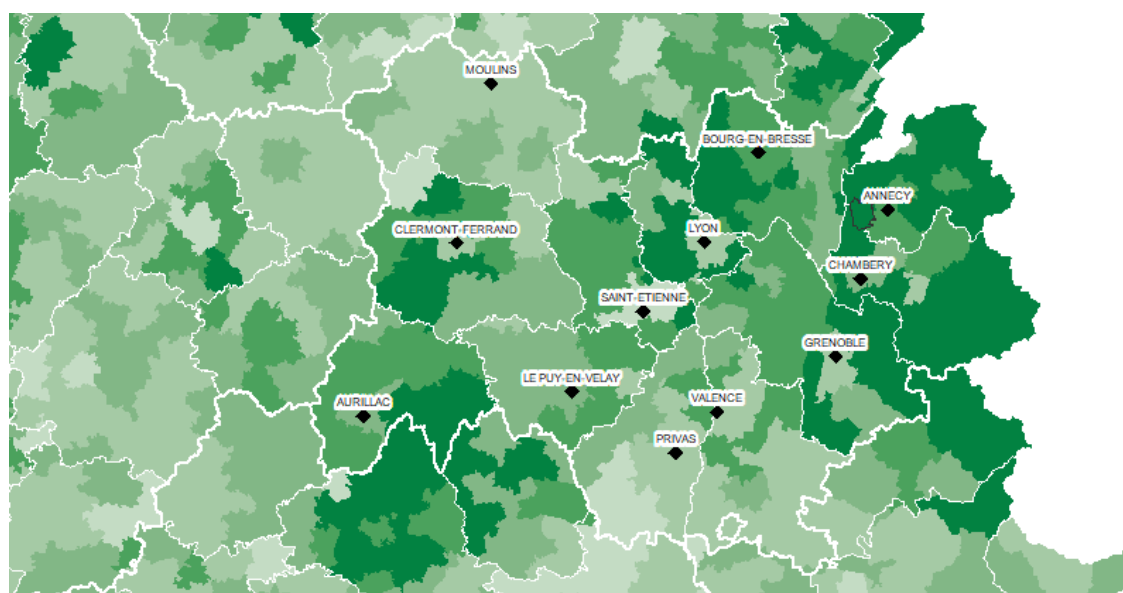 MOULINS
BOURG-EN-BRESSE
ANNECY
CLERMONT-FERRAND
LYON
CHAMBERY
SAINT-ETIENNE
GRENOBLE
LE PUY-EN-VELAY
AURILLAC
VALENCE
PRIVAS